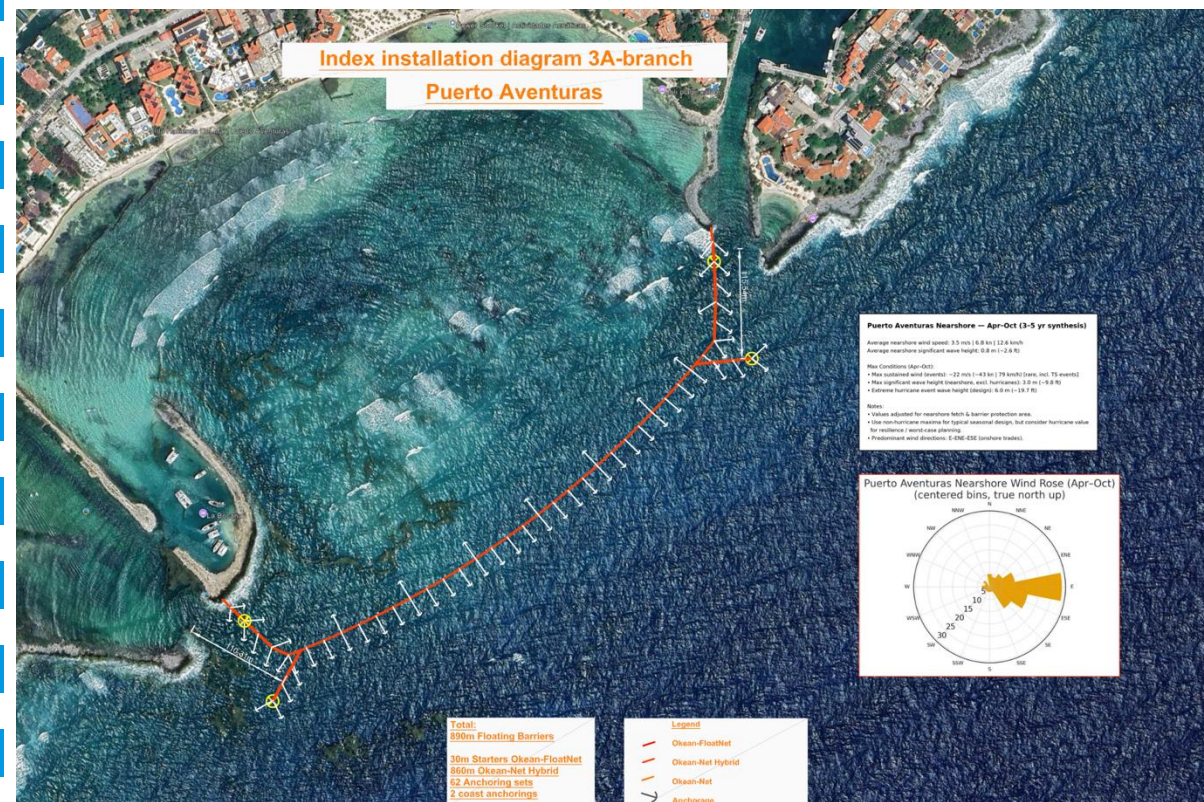 Index installation diagram 3A-branch
Puerto Aventuras
Puerto Aventuras Nearshore — Apr–Oct (3–5 yr synthesis)
Average nearshore wind speed: 3.5 m/s | 6.8 kn | 12.6 km/h
Average nearshore significant wave height: 0.8 m (~2.6 ft)
Max Conditions (Apr–Oct):
• Max sustained wind (events): ~22 m/s (~43 kn | 79 km/h) [rare, incl. TS events]
• Max significant wave height (nearshore, excl. hurricanes): 3.0 m (~9.8 ft)
• Extreme hurricane event wave height (design): 6.0 m (~19.7 ft)
Notes:
• Values adjusted for nearshore fetch & barrier protection area.
• Use non-hurricane maxima for typical seasonal design, but consider hurricane value
for resilience / worst-case planning.
• Predominant wind directions: E–ENE–ESE (onshore trades).
Puerto Aventuras Nearshore Wind Rose (Apr–Oct)
(centered bins, true north up)
N
NNW
NNE
NW
NE
WNW
ENE
W
E
5
10
15
20
25
30
WSW
ESE
SW
SE
SSW
SSE
S
Total:
890m Floating Barriers
30m Starters Okean-FloatNet
860m Okean-Net Hybrid
62 Anchoring sets
2 coast anchorings
Legend
Okean-FloatNet
Okean-Net Hybrid
Okean-Net
Anchorage